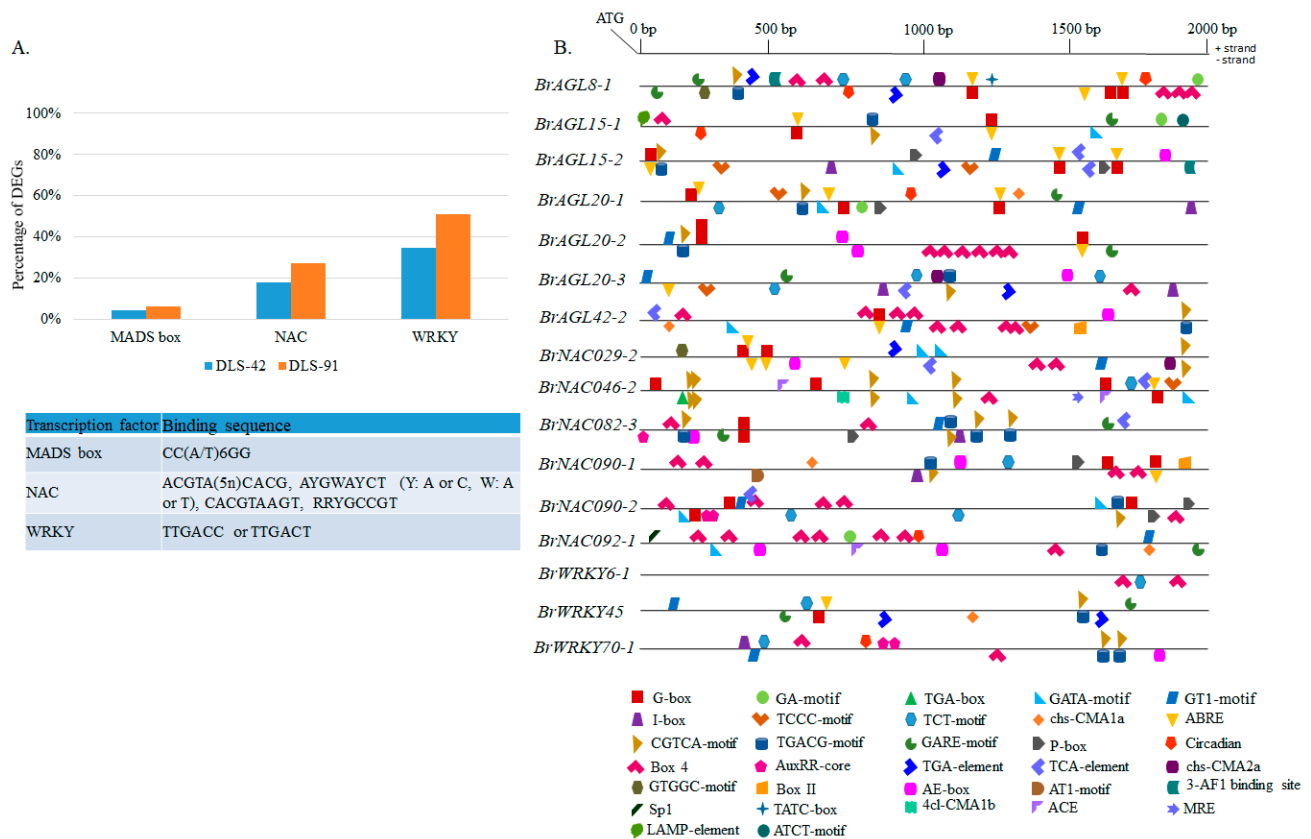 A.
100%
80%
60%
40%
20%
0%
Percentage of DEGs
MADS box
NAC
WRKY
DLS-42
DLS-91
Transcription factor
Binding sequence
MADS box
CC(A/T)6GG
NAC
ACGTA(5n)CACG, AYGWAYCT (Y: A or C, W: A
or T), CACGTAAGT, RRYGCCGT
WRKY
TTGACC or TTGACT
B.
ATG
0 bp
500 bp
1000 bp
1500 bp
2000 bp
+ strand
- strand
BrAGL8-1
BrAGL15-1
BrAGL15-2
BrAGL20-1
BrAGL20-2
BrAGL20-3
BrAGL42-2
BrNAC029-2
BrNAC046-2
BrNAC082-3
BrNAC090-1
BrNAC090-2
BrNAC092-1
BrWRKY6-1
BrWRKY45
BrWRKY70-1
G-box
GA-motif
TGA-box
GATA-motif
GT1-motif
I-box
TCCC-motif
TCT-motif
chs-CMA1a
ABRE
CGTCA-motif
TGACG-motif
GARE-motif
P-box
Circadian
Box 4
AuxRR-core
TGA-element
TCA-element
chs-CMA2a
GTGGC-motif
Box II
AE-box
AT1-motif
3-AF1 binding site
Sp1
TATC-box
4cl-CMA1b
ACE
MRE
LAMP-element
ATCT-motif